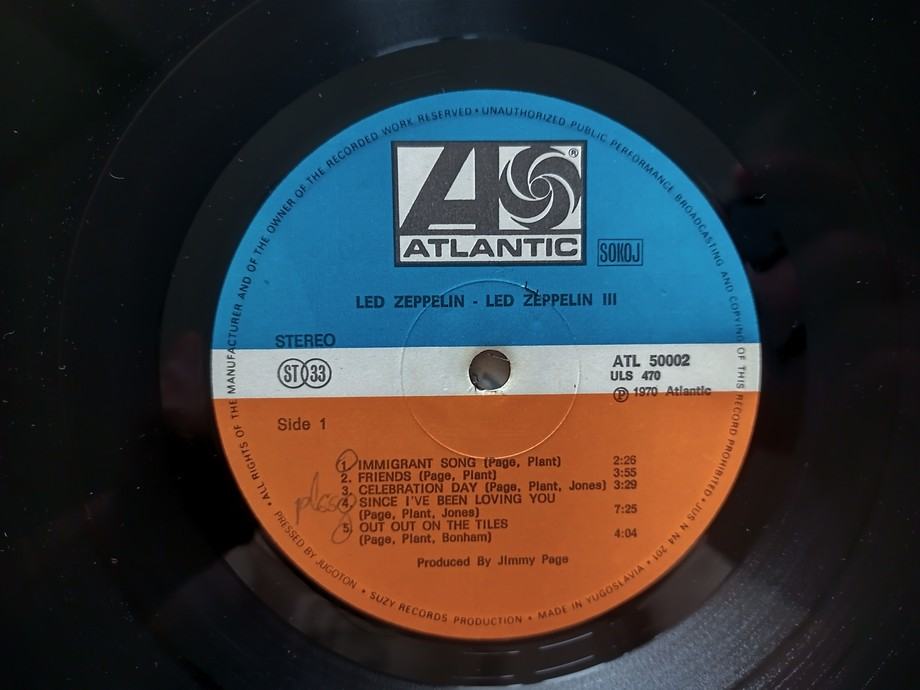 • ALL RIGHTS OF THE MANUFACTURER AND OF THE OWNER OF THE RECORDED WORK RESERVED • UNAUTHORIZED PUBLIC PERFORMANCE BROADCASTING AND COPYING OF THIS RECORD PROHIBITED • JUS N N4 201
AS ®
ATLANTIC
SOKOJ
LED ZEPPELIN - LED ZEPPELIN III
STEREO
ST 33
ATL 50002
ULS 470
Ⓟ 1970 Atlantic
Side 1
1. IMMIGRANT SONG (Page, Plant) 2:26
2. FRIENDS (Page, Plant) 3:55
3. CELEBRATION DAY (Page, Plant, Jones) 3:29
4. SINCE I'VE BEEN LOVING YOU
(Page, Plant, Jones) 7:25
5. OUT OUT ON THE TILES
(Page, Plant, Bonham) 4:04
Produced By Jimmy Page
PRESSED BY JUGOTON • SUZY RECORDS PRODUCTION • MADE IN YUGOSLAVIA •